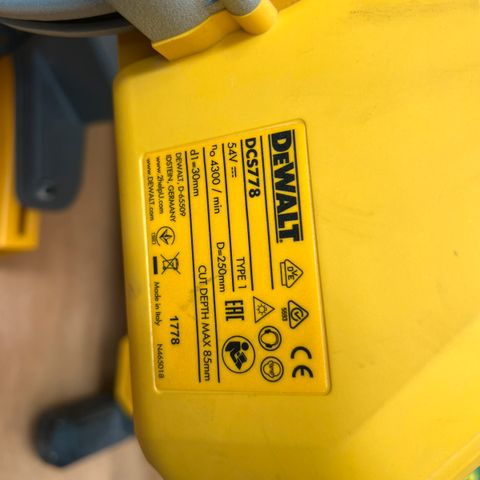 DEWALT
DCS778
54V TYPE 1
n₀ 4300 / min D=250mm
d1=30mm CUT DEPTH MAX 85mm
DEWALT, D-65509
IDSTEIN, GERMANY
www.2helpU.com
www.DEWALT.com
1778
Made in Italy
N465018
EAC
CE